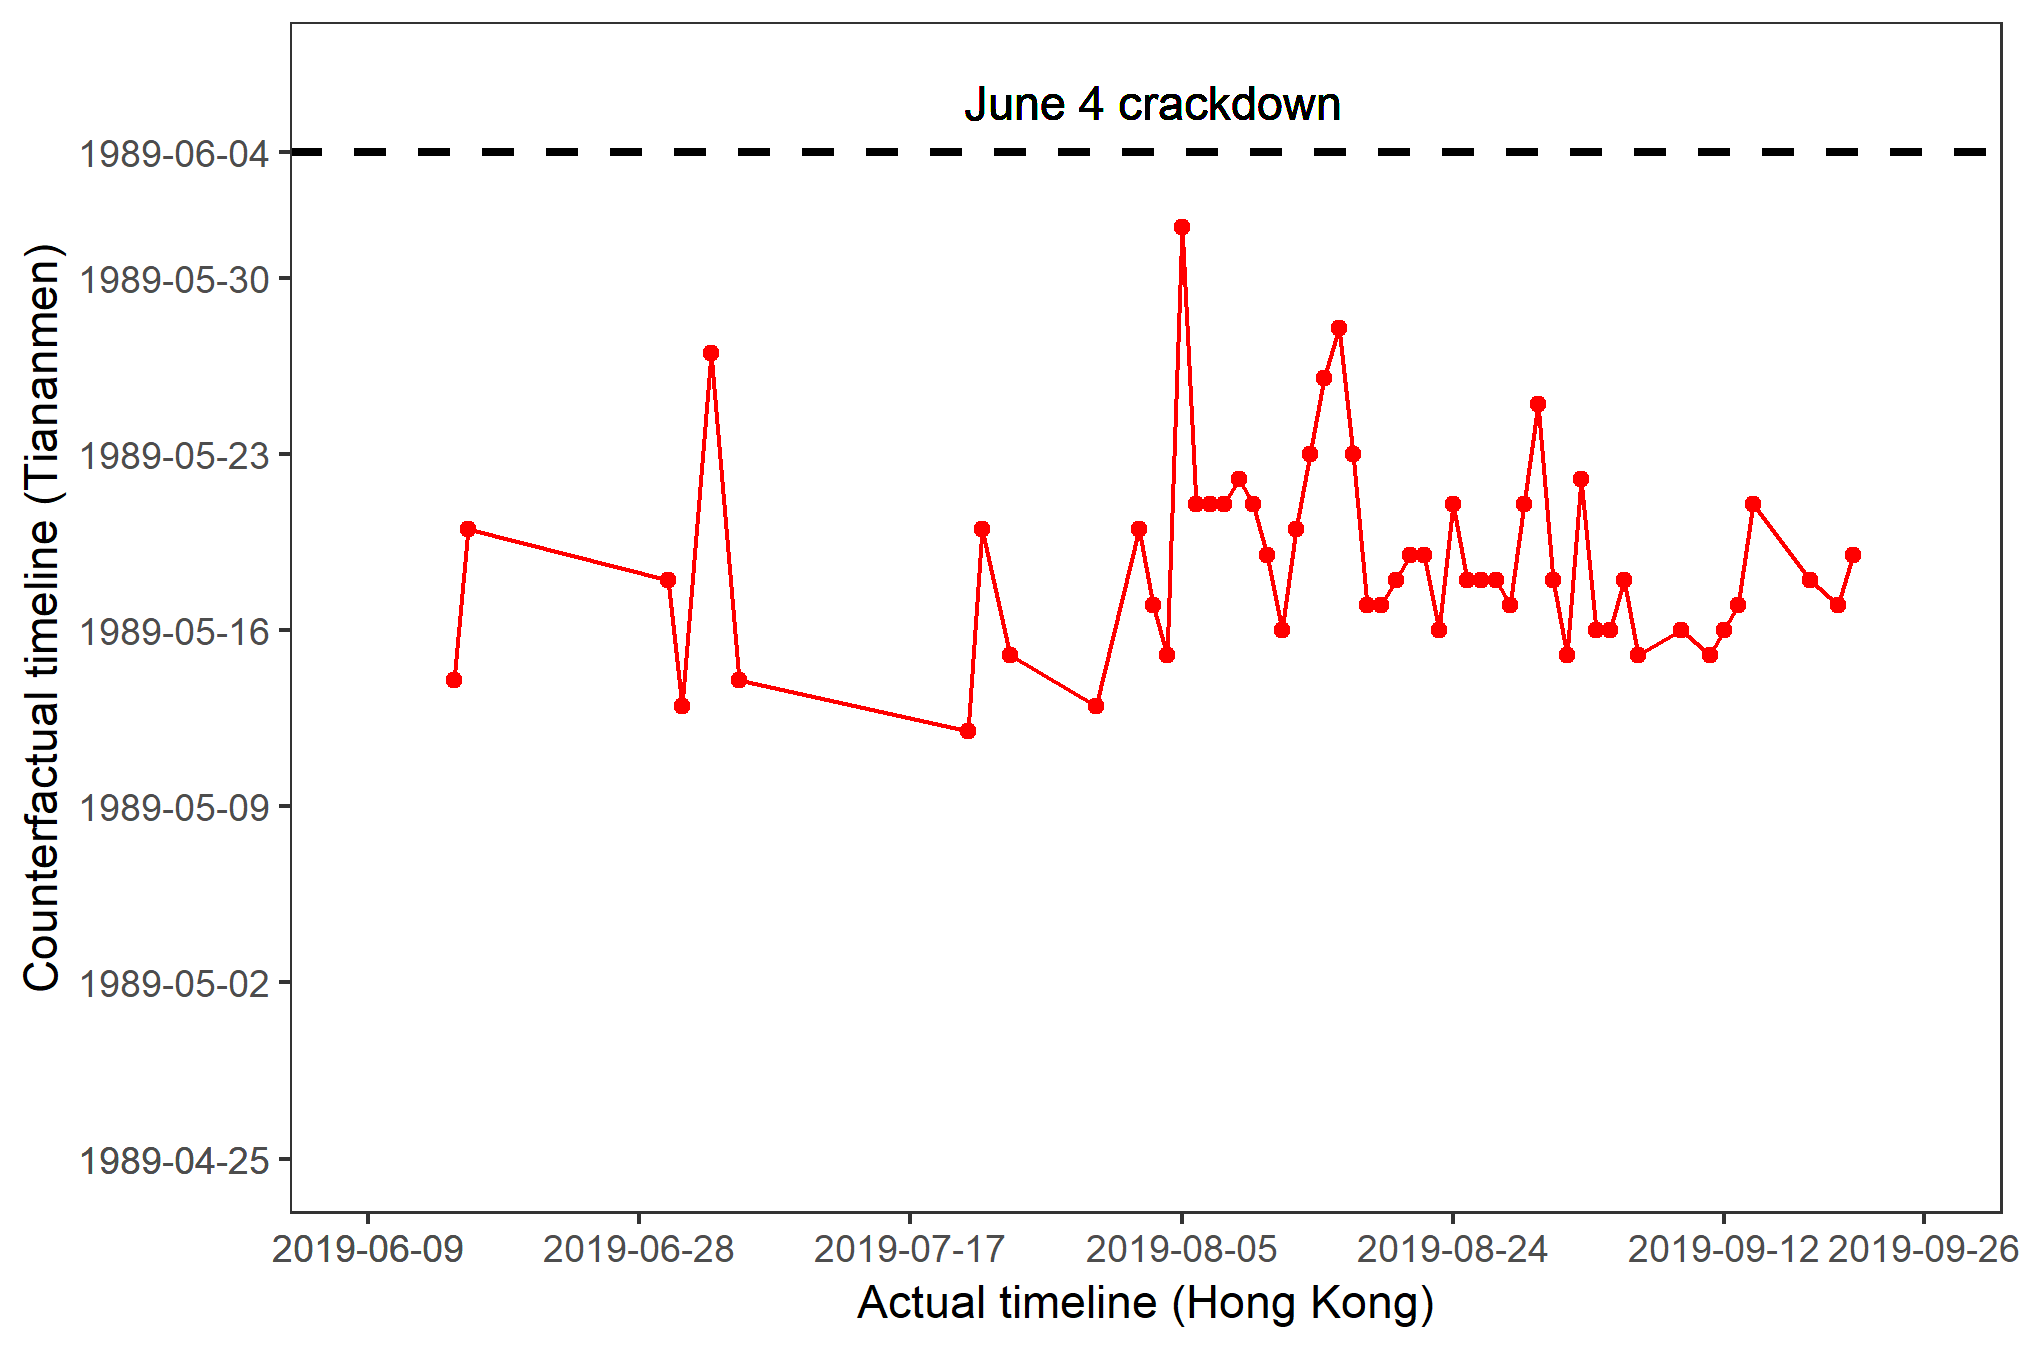 June 4 crackdown
1989-06-04
1989-05-30
1989-05-23
1989-05-16
1989-05-09
1989-05-02
1989-04-25
Counterfactual timeline (Tiananmen)
2019-06-09 2019-06-28 2019-07-17 2019-08-05 2019-08-24 2019-09-12 2019-09-26
Actual timeline (Hong Kong)